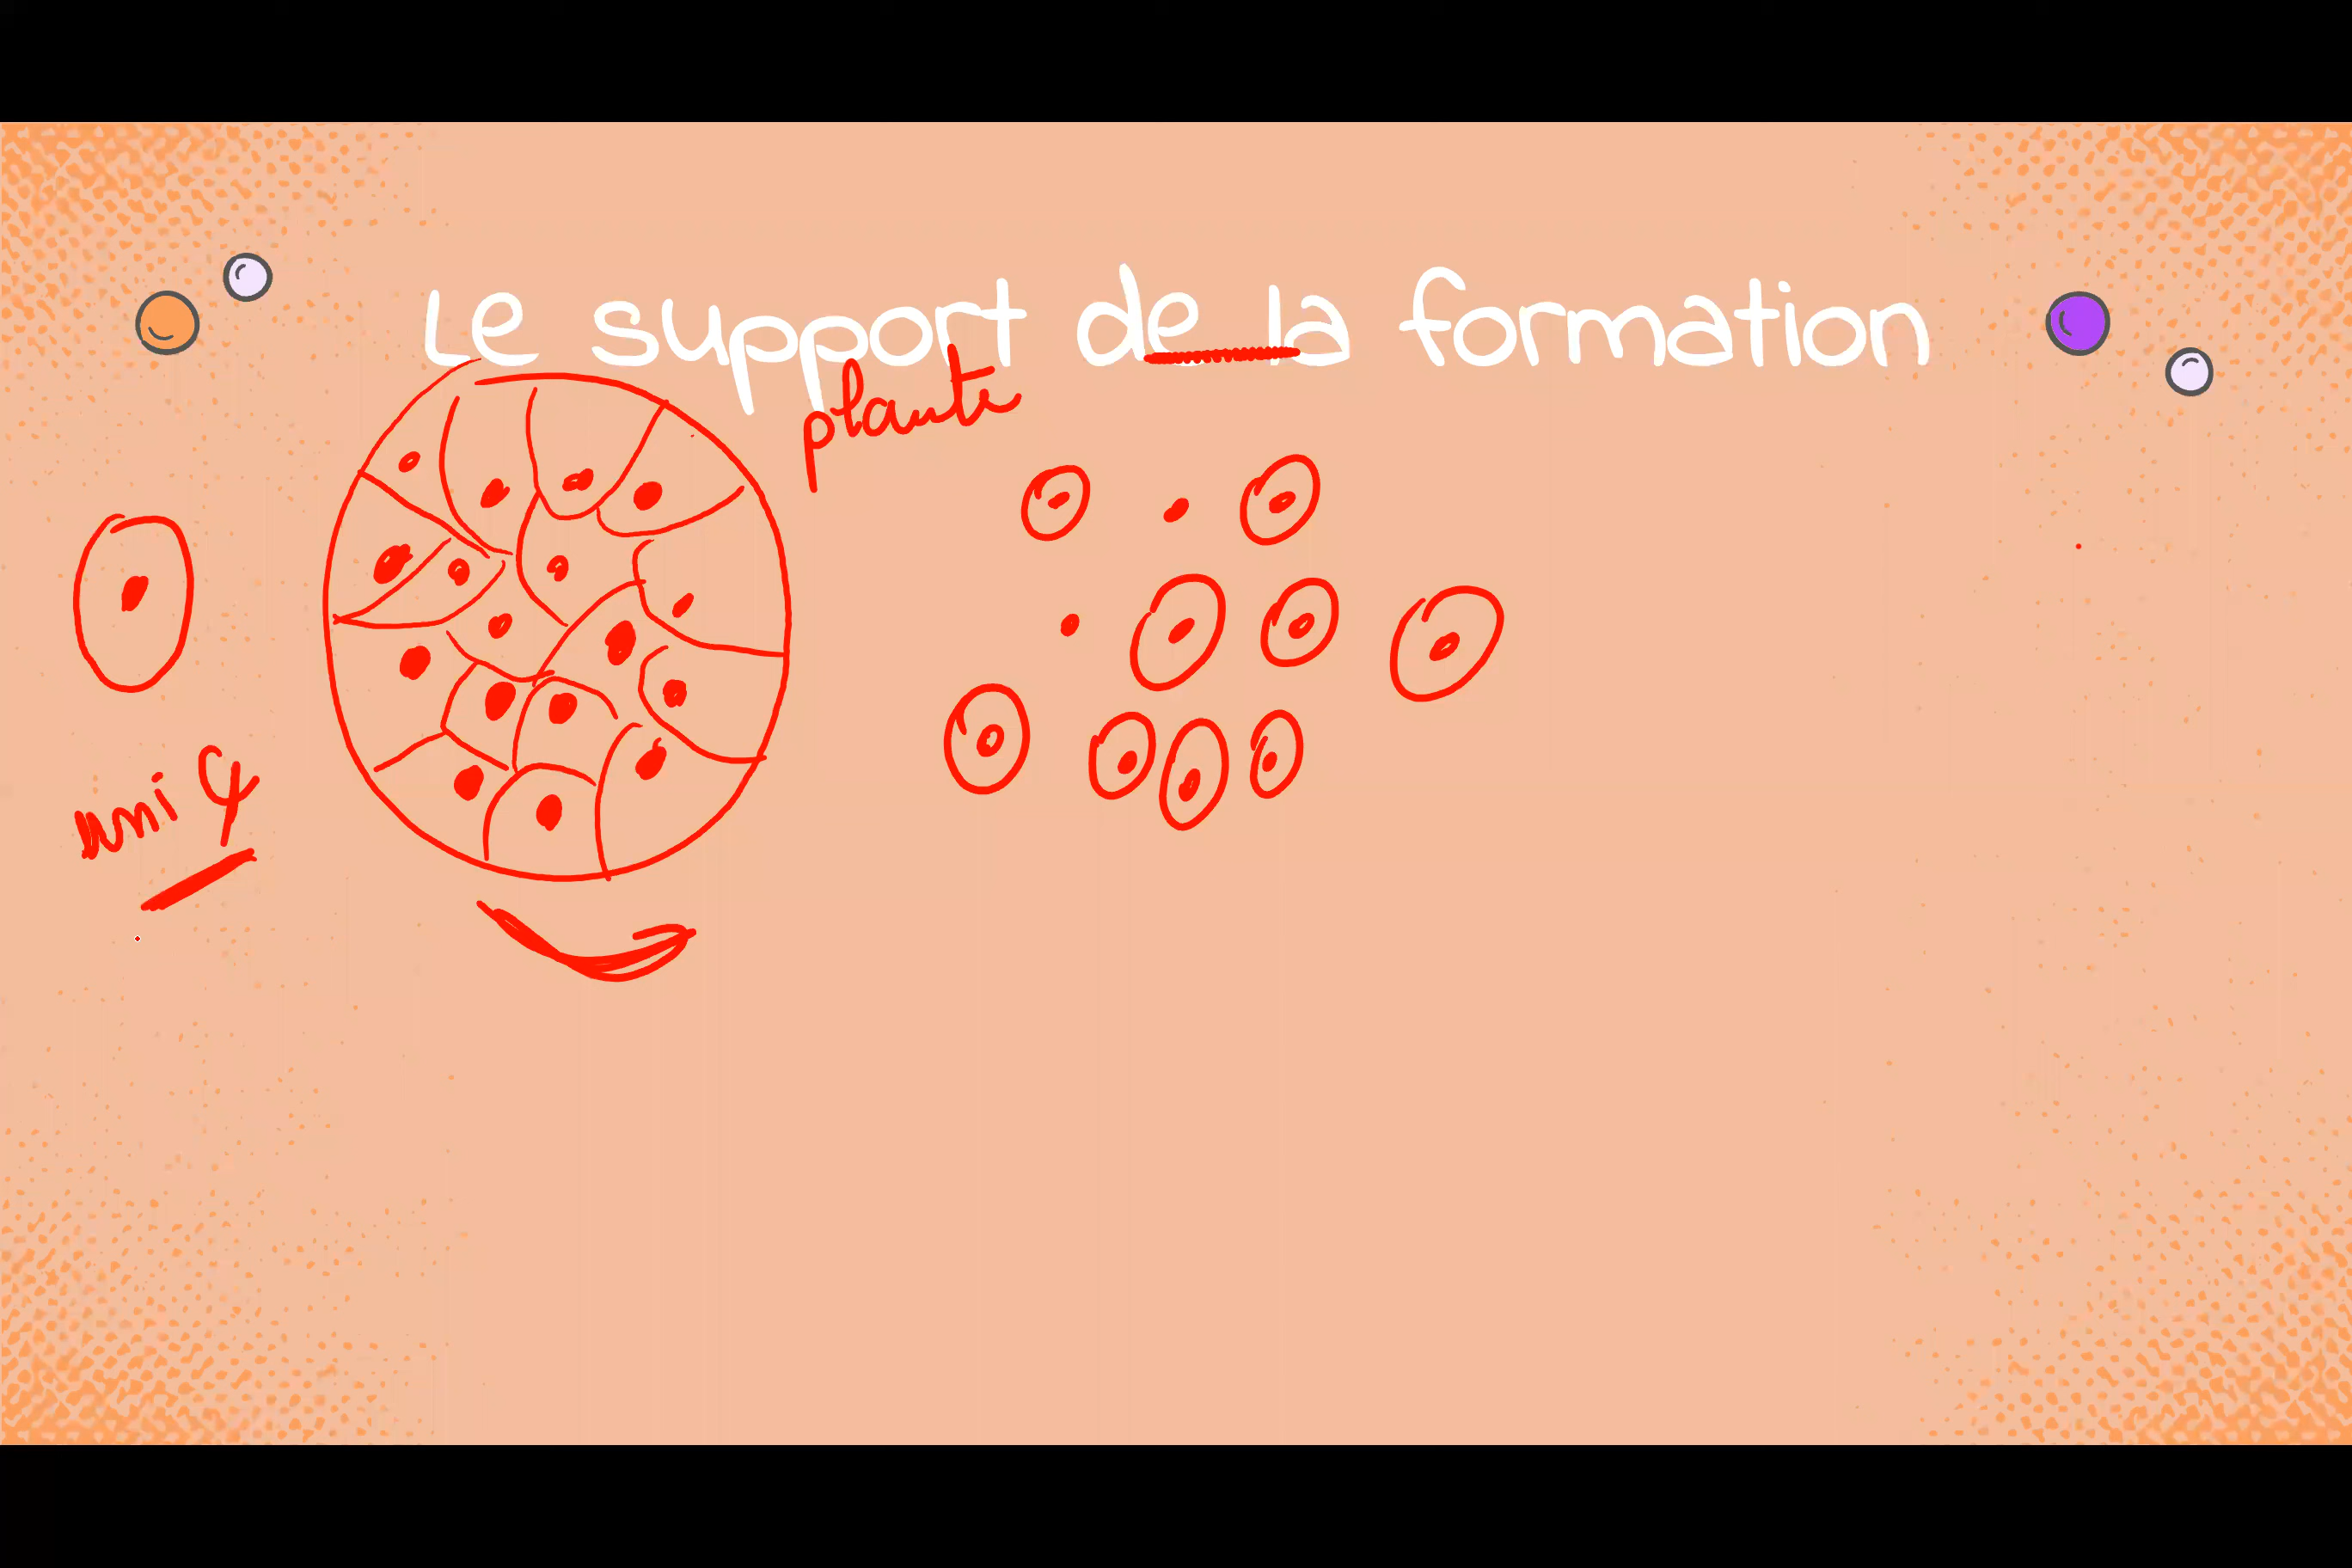 Le support de la formation
plante
uni